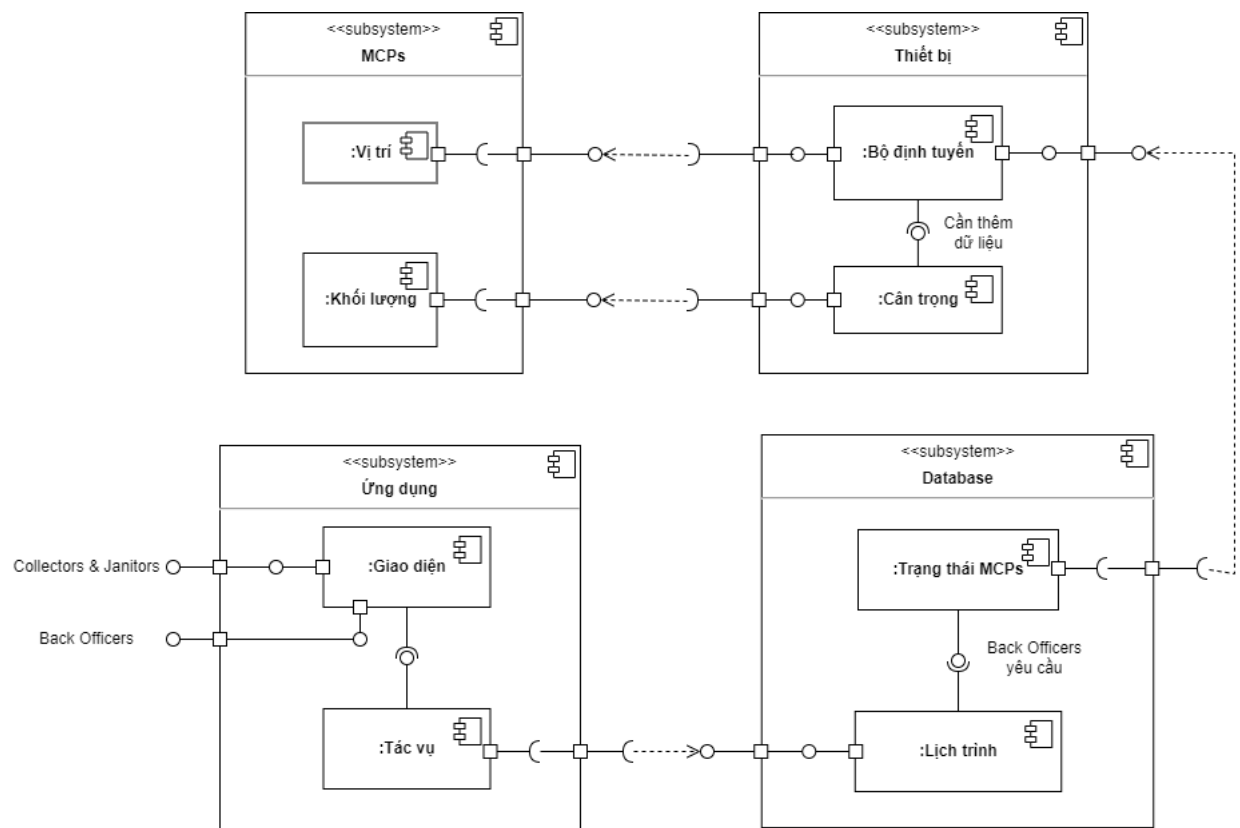 <<subsystem>>
MCPs
:Vị trí
:Khối lượng
<<subsystem>>
Thiết bị
:Bộ định tuyến
Cần thêm
dữ liệu
:Cân trọng
<<subsystem>>
Ứng dụng
:Giao diện
Collectors & Janitors
Back Officers
:Tác vụ
<<subsystem>>
Database
:Trạng thái MCPs
Back Officers
yêu cầu
:Lịch trình